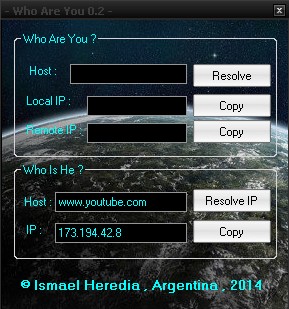 - Who Are You 0.2 -
Who Are You ?
Host : Resolve
Local IP : Copy
Remote IP : Copy
Who Is He ?
Host : www.youtube.com Resolve IP
IP : 173.194.42.8 Copy
© Ismael Heredia , Argentina , 2014